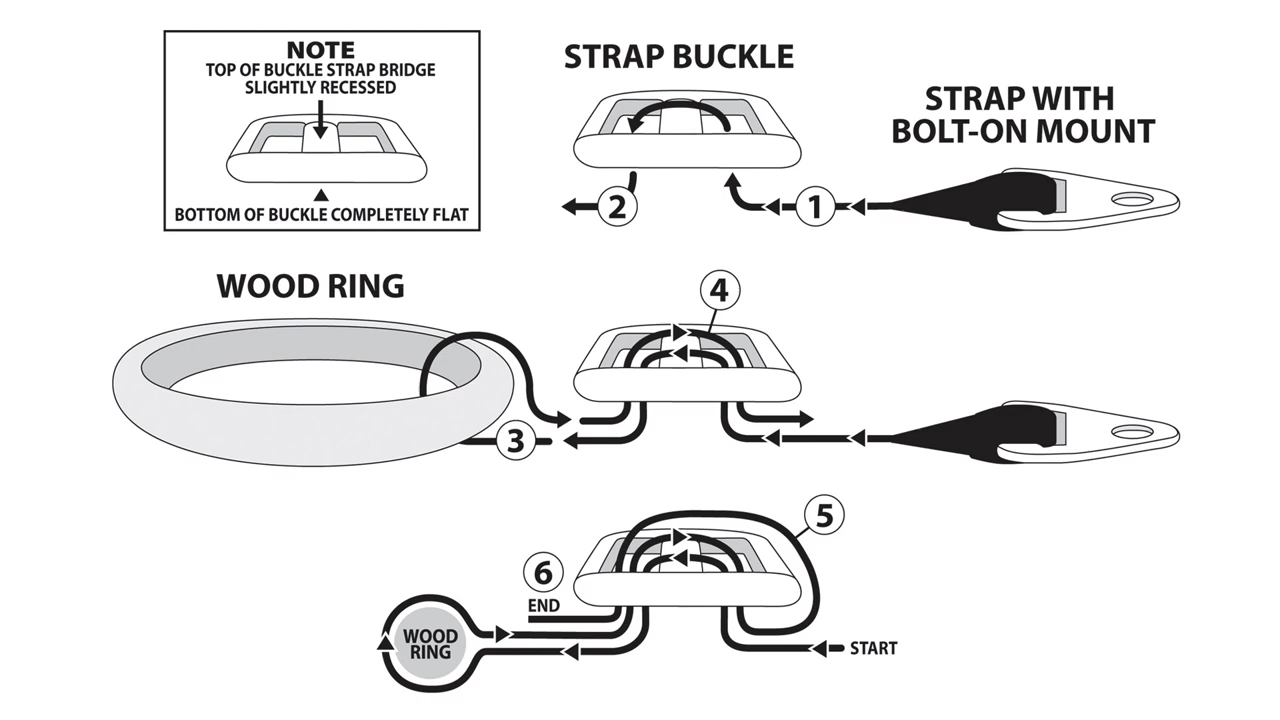 NOTE
TOP OF BUCKLE STRAP BRIDGE
SLIGHTLY RECESSED
BOTTOM OF BUCKLE COMPLETELY FLAT
STRAP BUCKLE
STRAP WITH
BOLT-ON MOUNT
2
1
WOOD RING
4
3
5
6
END
WOOD
RING
START